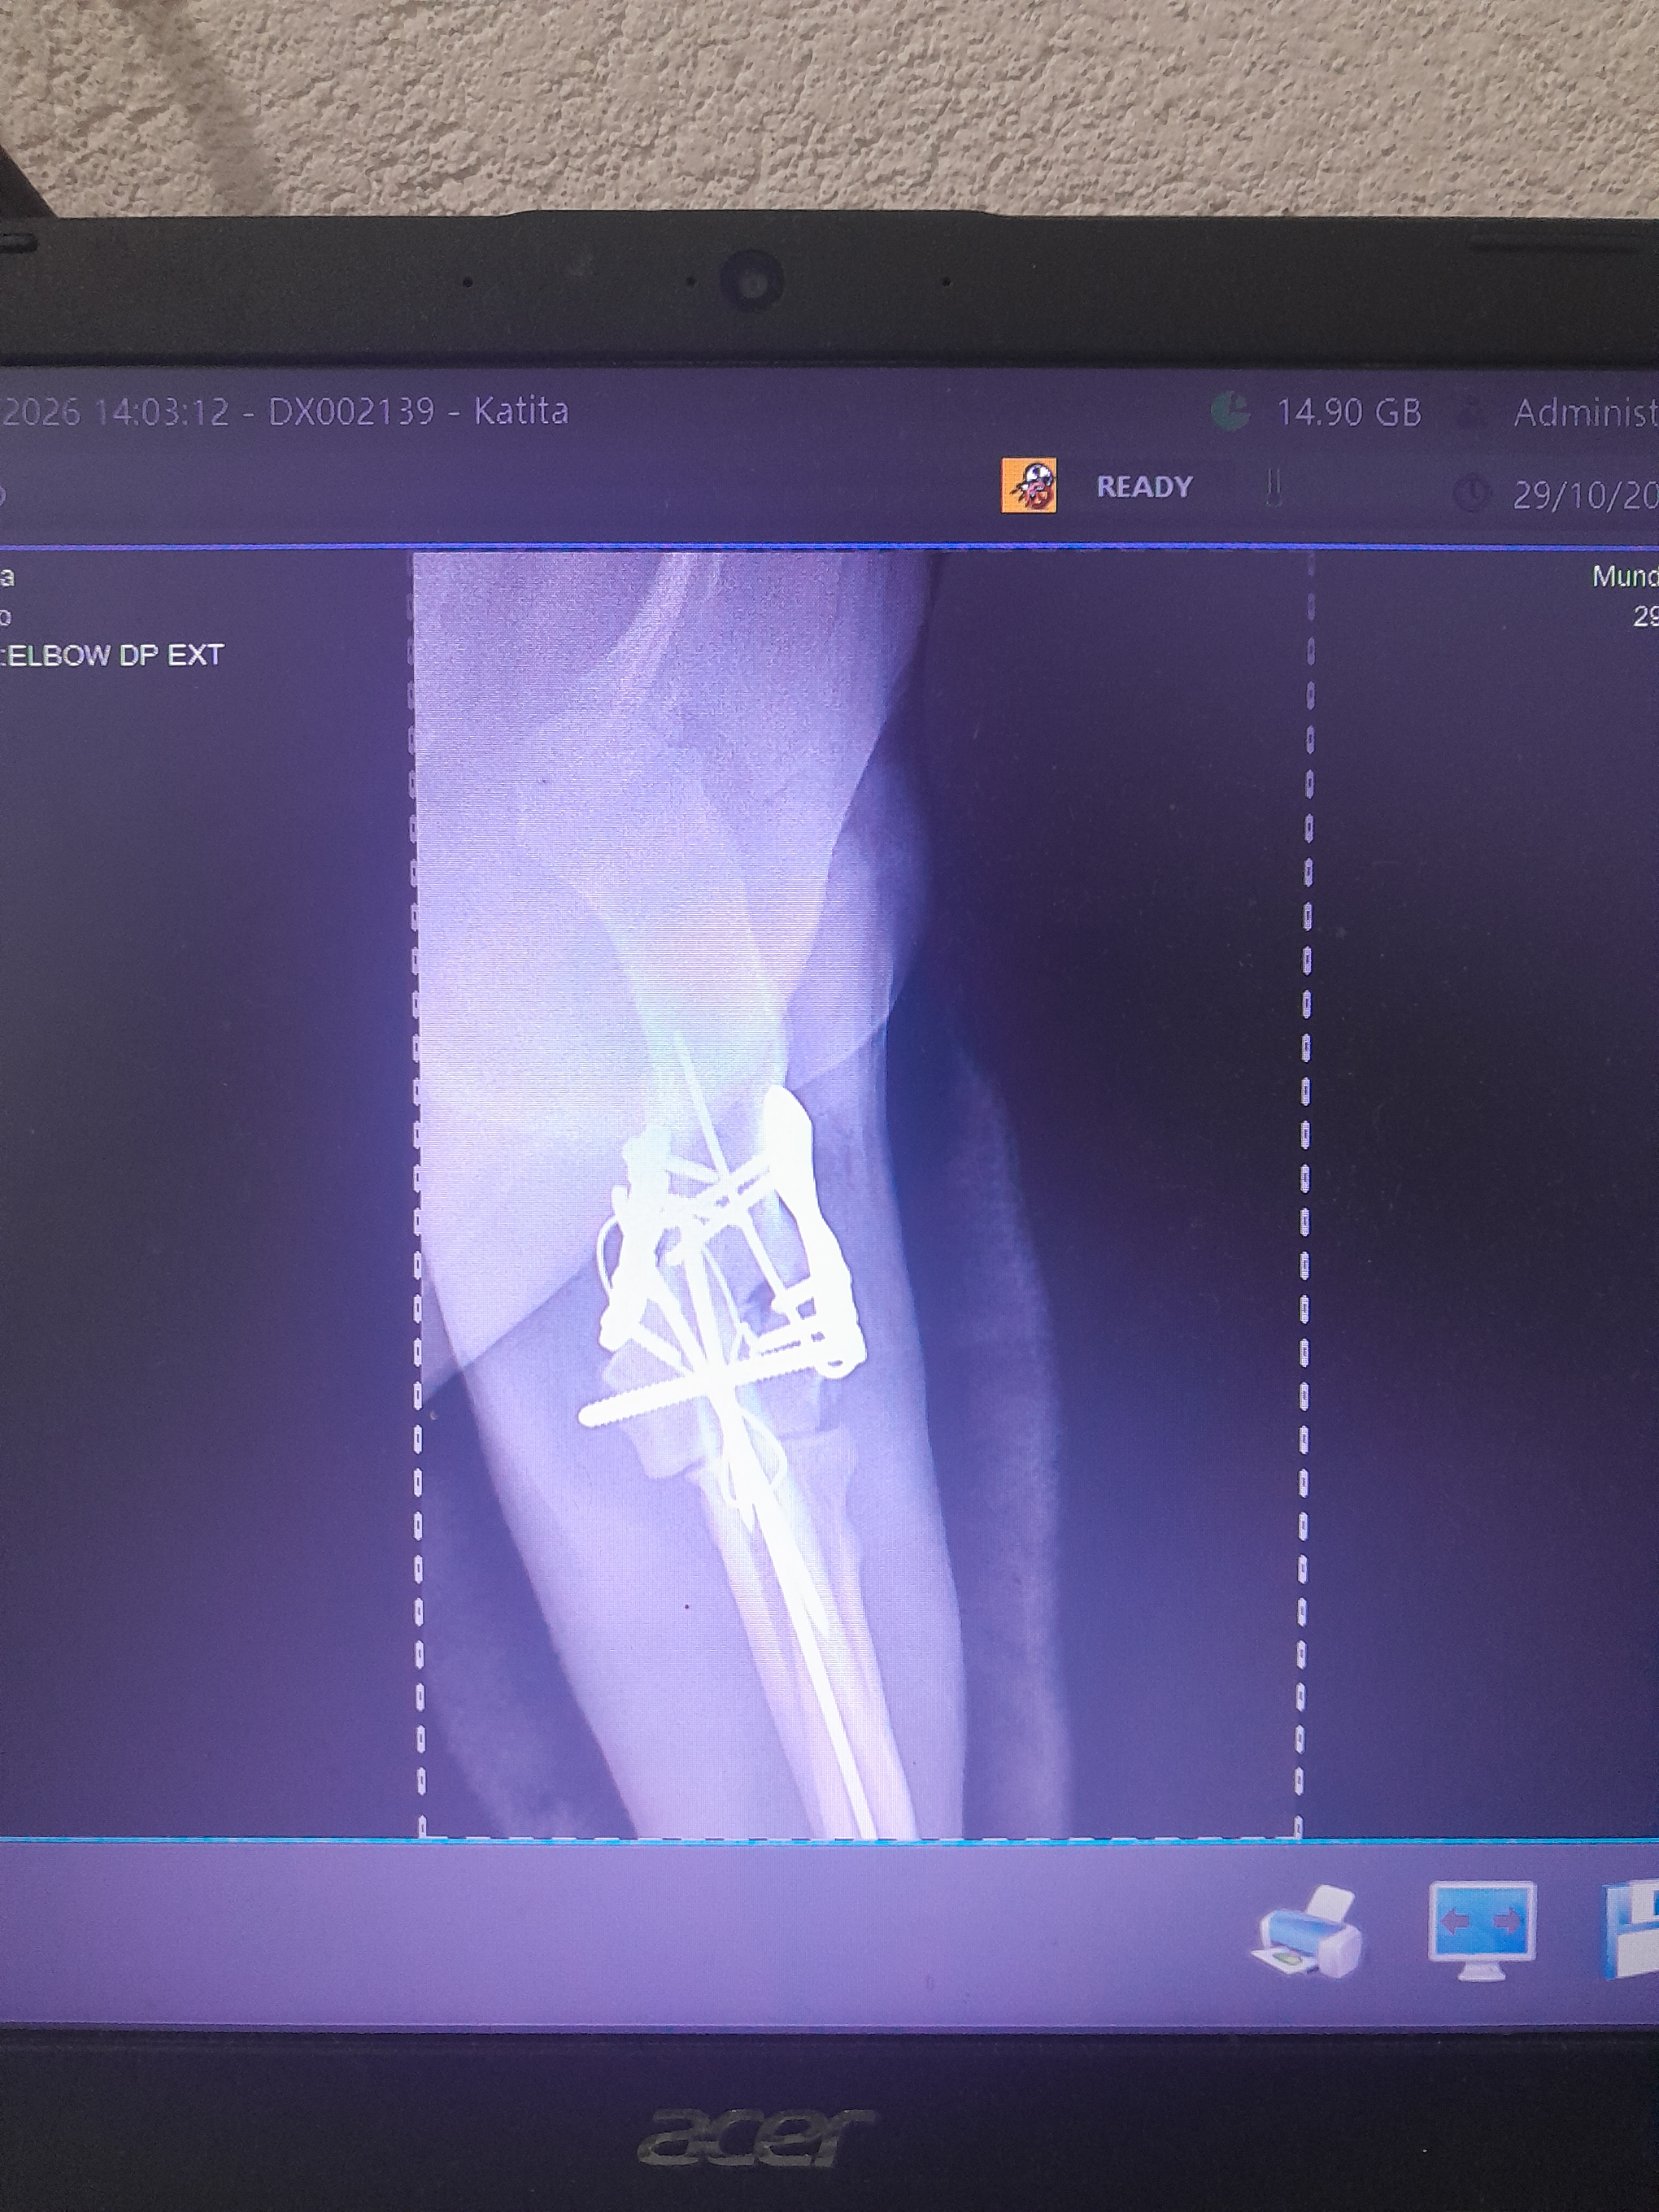 2026 14:03:12 - DX002139 - Katita
14.90 GB
Administ
READY
29/10/20
a
o
:ELBOW DP EXT
Mund
29
acer